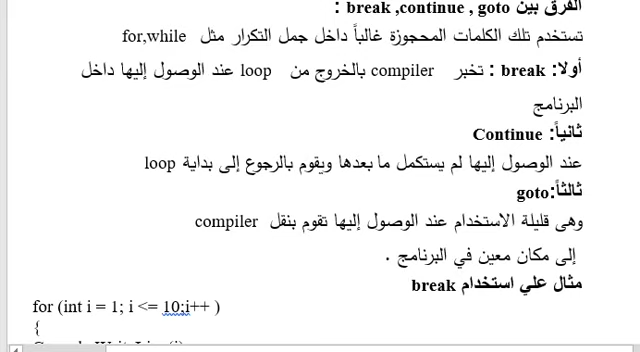 الفرق بين break ,continue , goto :
تستخدم تلك الكلمات المحجوزة غالباً داخل جمل التكرار مثل for,while
أولا: break : تخبر compiler بالخروج من loop عند الوصول إليها داخل
البرنامج
ثانياً: Continue
عند الوصول إليها لم يستكمل ما بعدها ويقوم بالرجوع إلى بداية loop
ثالثاً:goto
وهى قليلة الاستخدام عند الوصول إليها تقوم بنقل compiler
إلى مكان معين في البرنامج .
مثال علي استخدام break
for (int i = 1; i <= 10;i++ )
{